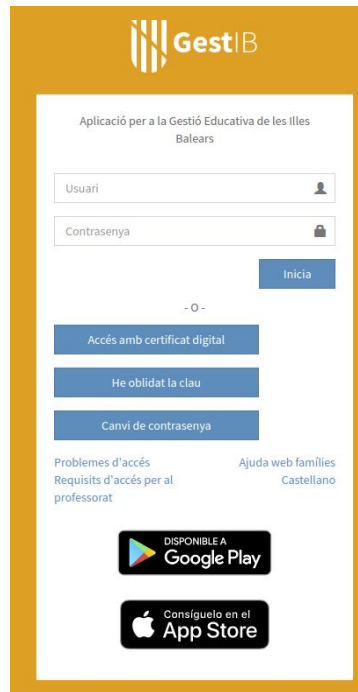 GestIB
Aplicació per a la Gestió Educativa de les Illes
Balears
Usuari
Contrasenya
Inicia
- O -
Accés amb certificat digital
He oblidat la clau
Canvi de contrasenya
Problemes d'accés
Requisits d'accés per al
professorat
Ajuda web famílies
Castellano
DISPONIBLE A
Google Play
Consíguelo en el
App Store